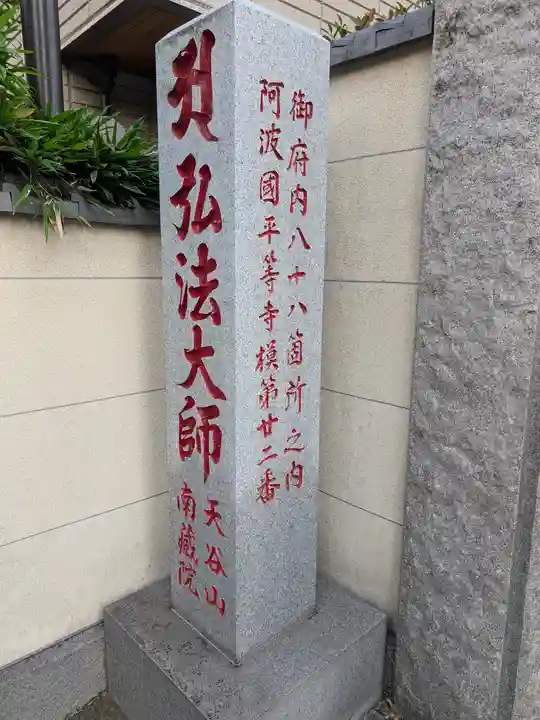 弘法大師
天谷山
南藏院
御府内八十八箇所之内
阿波國平等寺模第廿二番